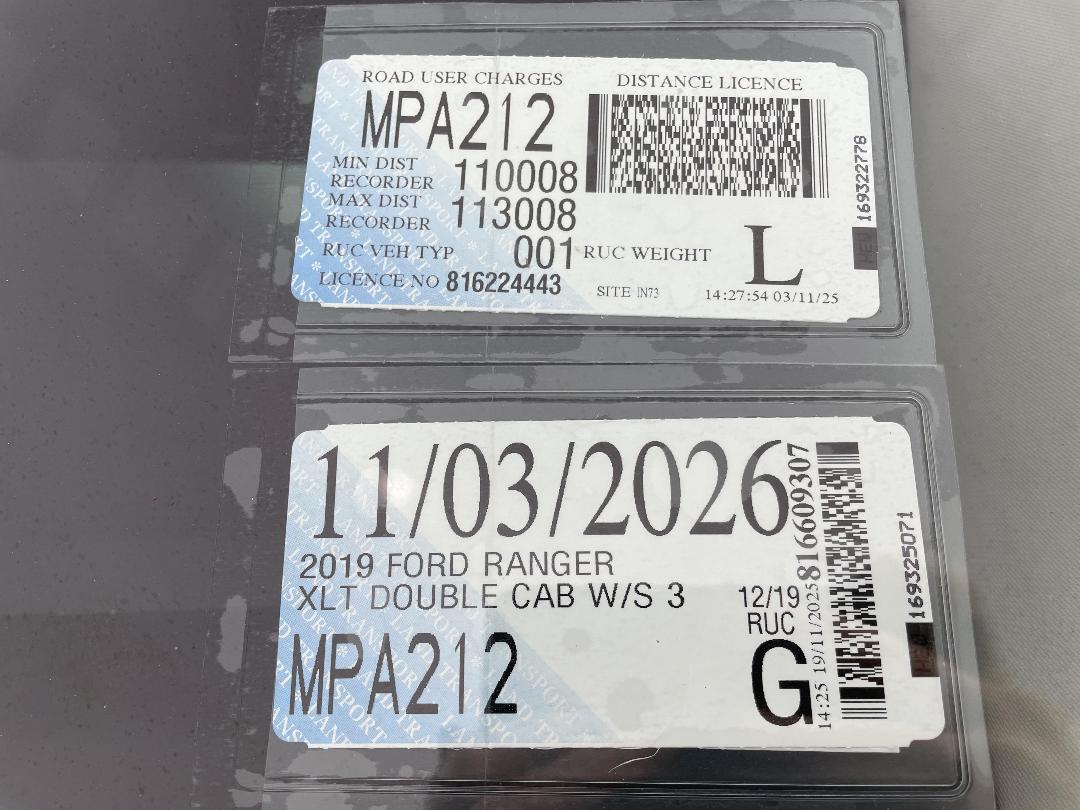 ROAD USER CHARGES
DISTANCE LICENCE
MPA212
MIN DIST
RECORDER 110008
MAX DIST
RECORDER 113008
RUC VEH TYP 001
RUC WEIGHT L
LICENCE NO 816224443
SITE IN73
14:27:54 03/11/25
169322778
11/03/2026
2019 FORD RANGER
XLT DOUBLE CAB W/S 3
12/19
RUC
MPA212
G
14:25 19/11/2025 816609307
169325071